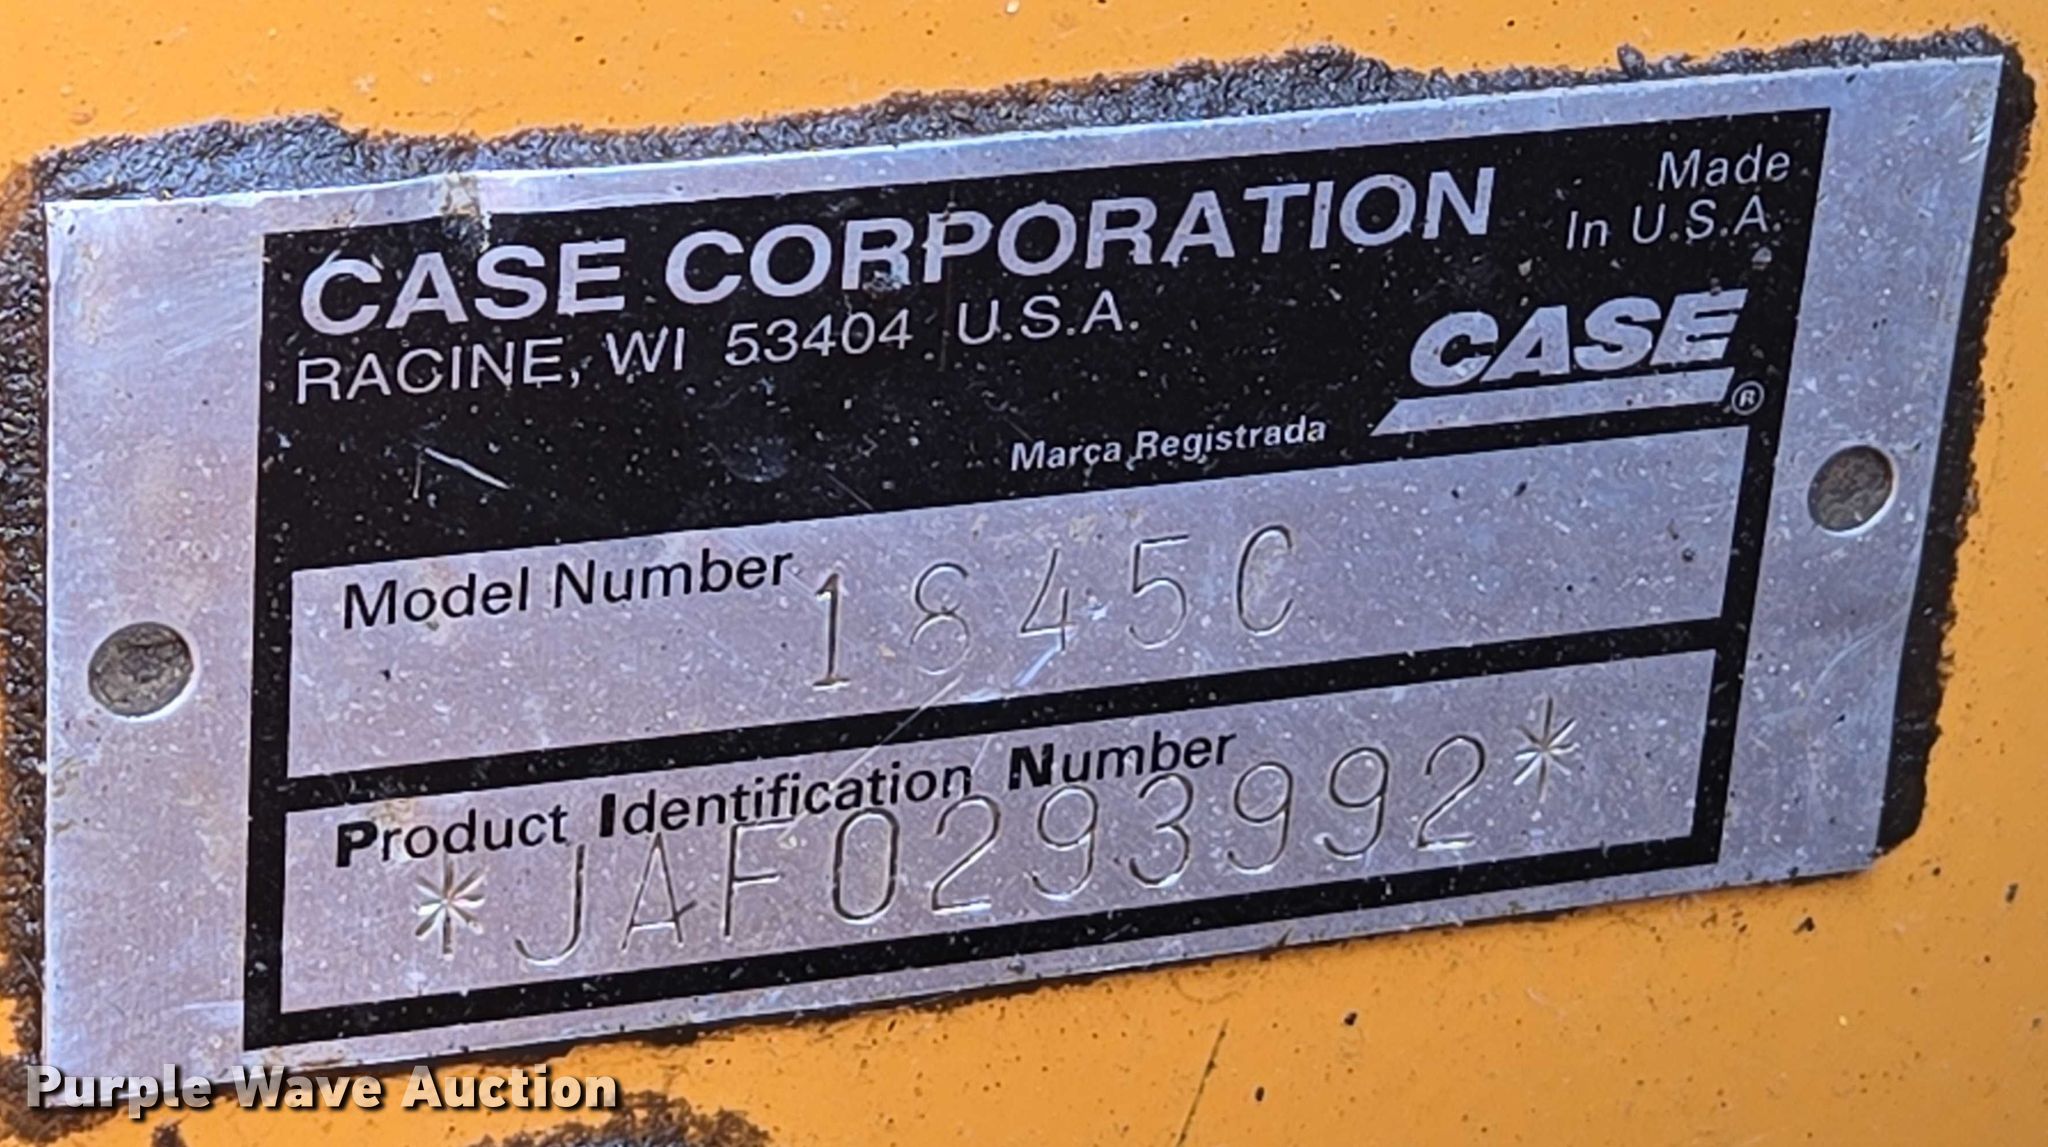 CASE CORPORATION
Made
In U.S.A.
RACINE, WI 53404 U.S.A.
CASE®
Marca Registrada
Model Number 1845C
Product Identification Number
*JAF0293992*
Purple Wave Auction